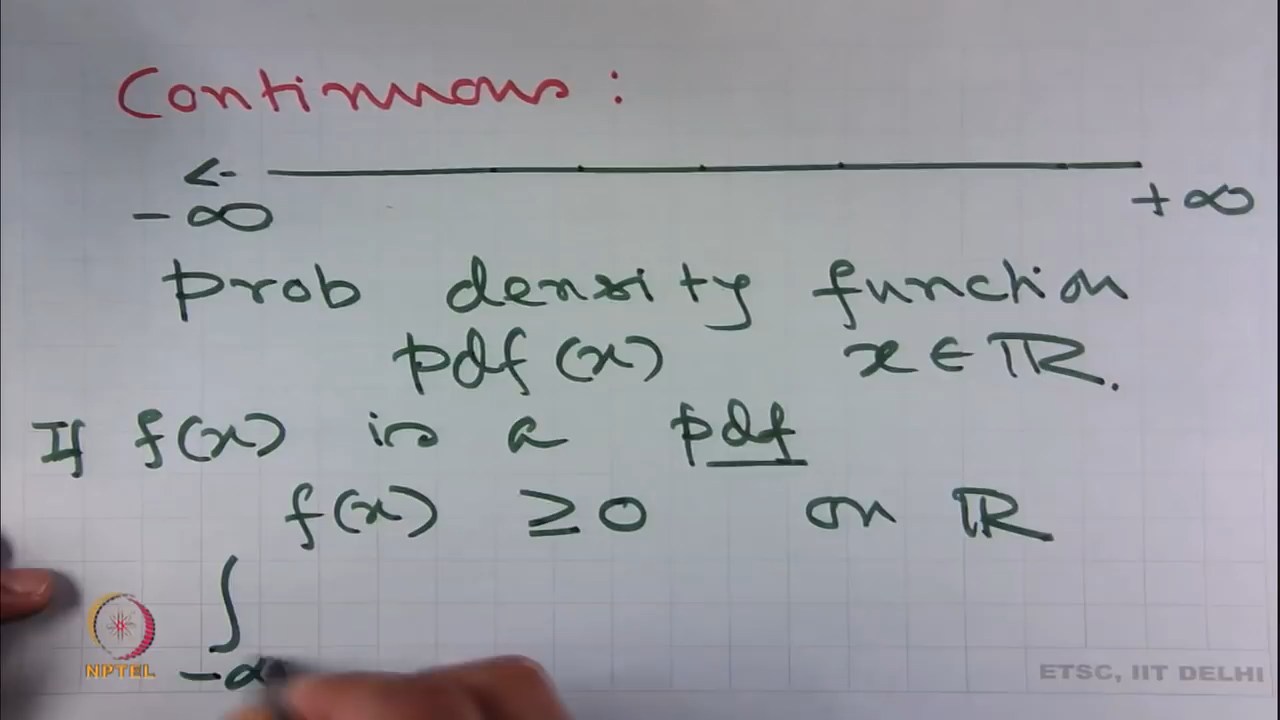 Continuous :
<-
-∞ +∞
prob density function
pdf(x) x ∈ ℝ.
If f(x) is a pdf
f(x) ≥ 0 on ℝ
∫
-∞
NPTEL
ETSC, IIT DELHI